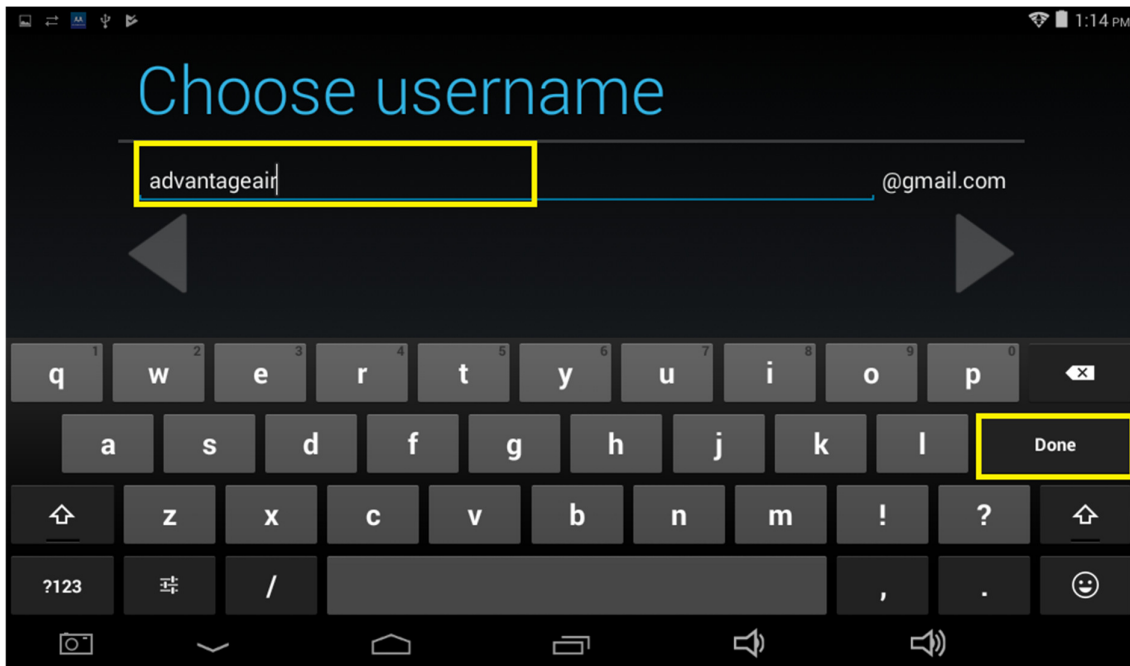 1:14 PM
Choose username
advantageair @gmail.com
q 1 w 2 e 3 r 4 t 5 y 6 u 7 i 8 o 9 p 0
a s d f g h j k l Done
z x c v b n m ! ?
?123 / , .